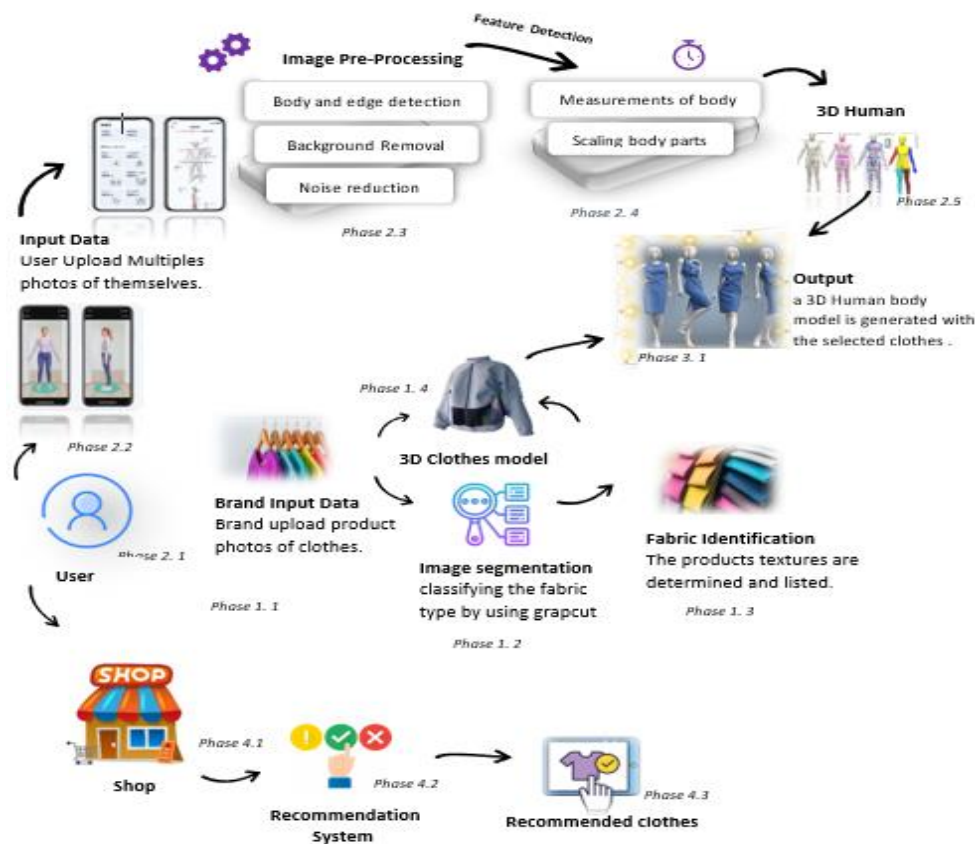 Feature Detection
Image Pre-Processing
Body and edge detection
Background Removal
Noise reduction
Phase 2.3
Measurements of body
Scaling body parts
Phase 2. 4
3D Human
Phase 2.5
Input Data
User Upload Multiples
photos of themselves.
Phase 2.2
Output
a 3D Human body
model is generated with
the selected clothes .
Phase 3. 1
Phase 1. 4
3D Clothes model
Brand Input Data
Brand upload product
photos of clothes.
Phase 1. 1
Image segmentation
classifying the fabric
type by using grapcut
Phase 1. 2
Fabric Identification
The products textures are
determined and listed.
Phase 1. 3
Phase 2. 1
User
SHOP
Phase 4.1
Shop
Phase 4.2
Recommendation
System
Phase 4.3
Recommended clothes